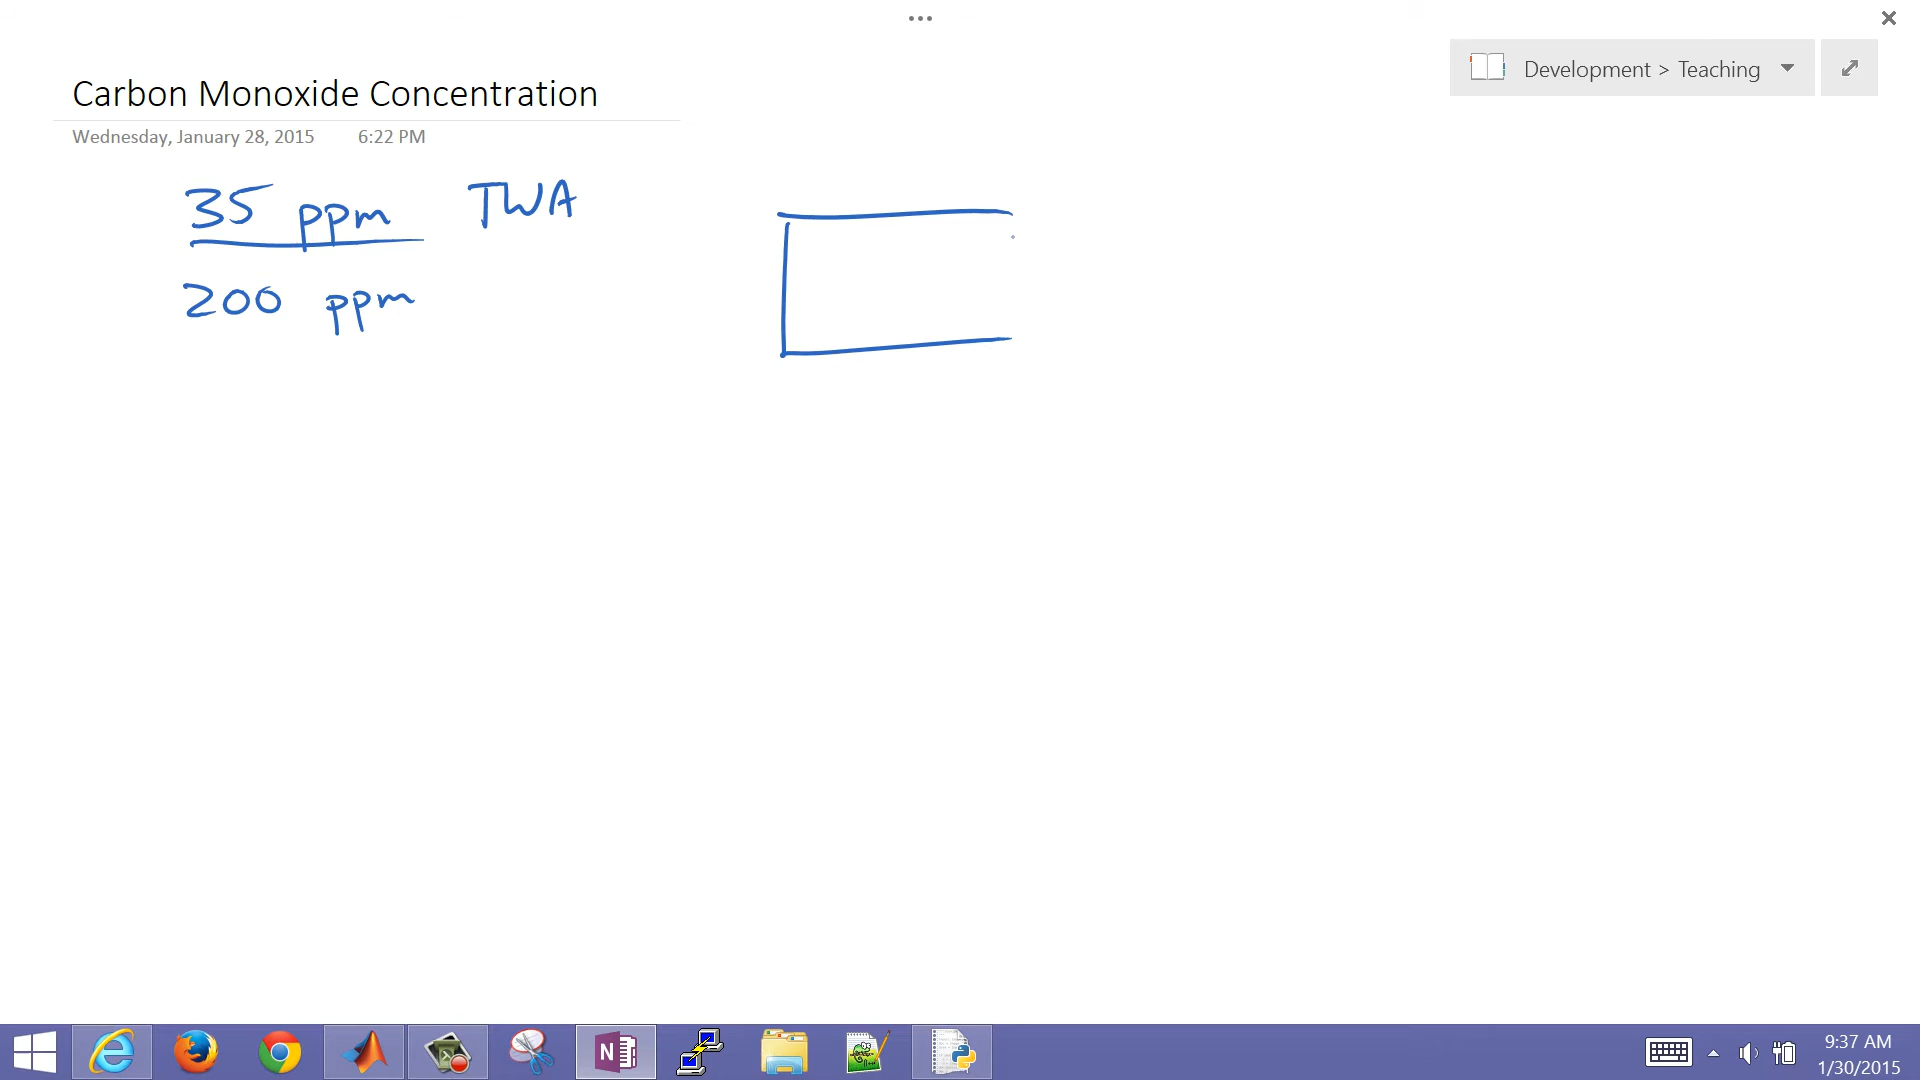 Development > Teaching
Carbon Monoxide Concentration
Wednesday, January 28, 2015 6:22 PM
35 ppm TWA
200 ppm
N
9:37 AM
1/30/2015